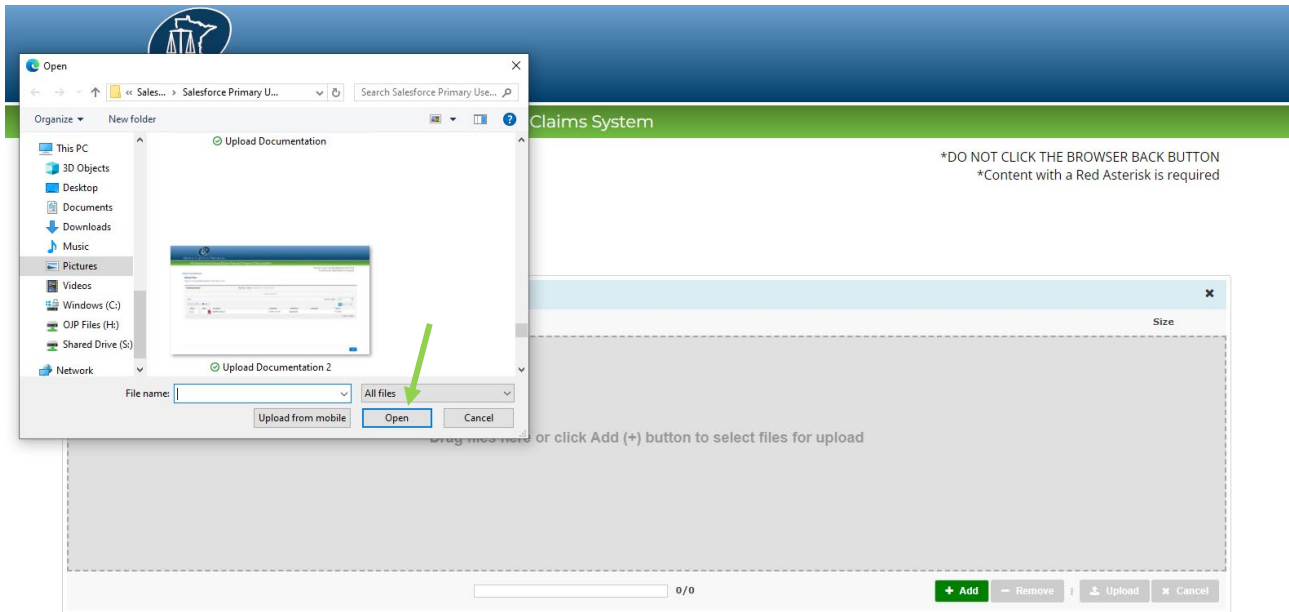 Open
« Sales... › Salesforce Primary U...
Search Salesforce Primary Use...
Organize
New folder
Claims System
This PC
3D Objects
Desktop
Documents
Downloads
Music
Pictures
Videos
Windows (C:)
OJP Files (H:)
Shared Drive (S:)
Network
Upload Documentation
Upload Documentation 2
File name:
All files
Upload from mobile
Open
Cancel
*DO NOT CLICK THE BROWSER BACK BUTTON
*Content with a Red Asterisk is required
Size
Drag files here or click Add (+) button to select files for upload
0/0
+ Add
− Remove
Upload
× Cancel